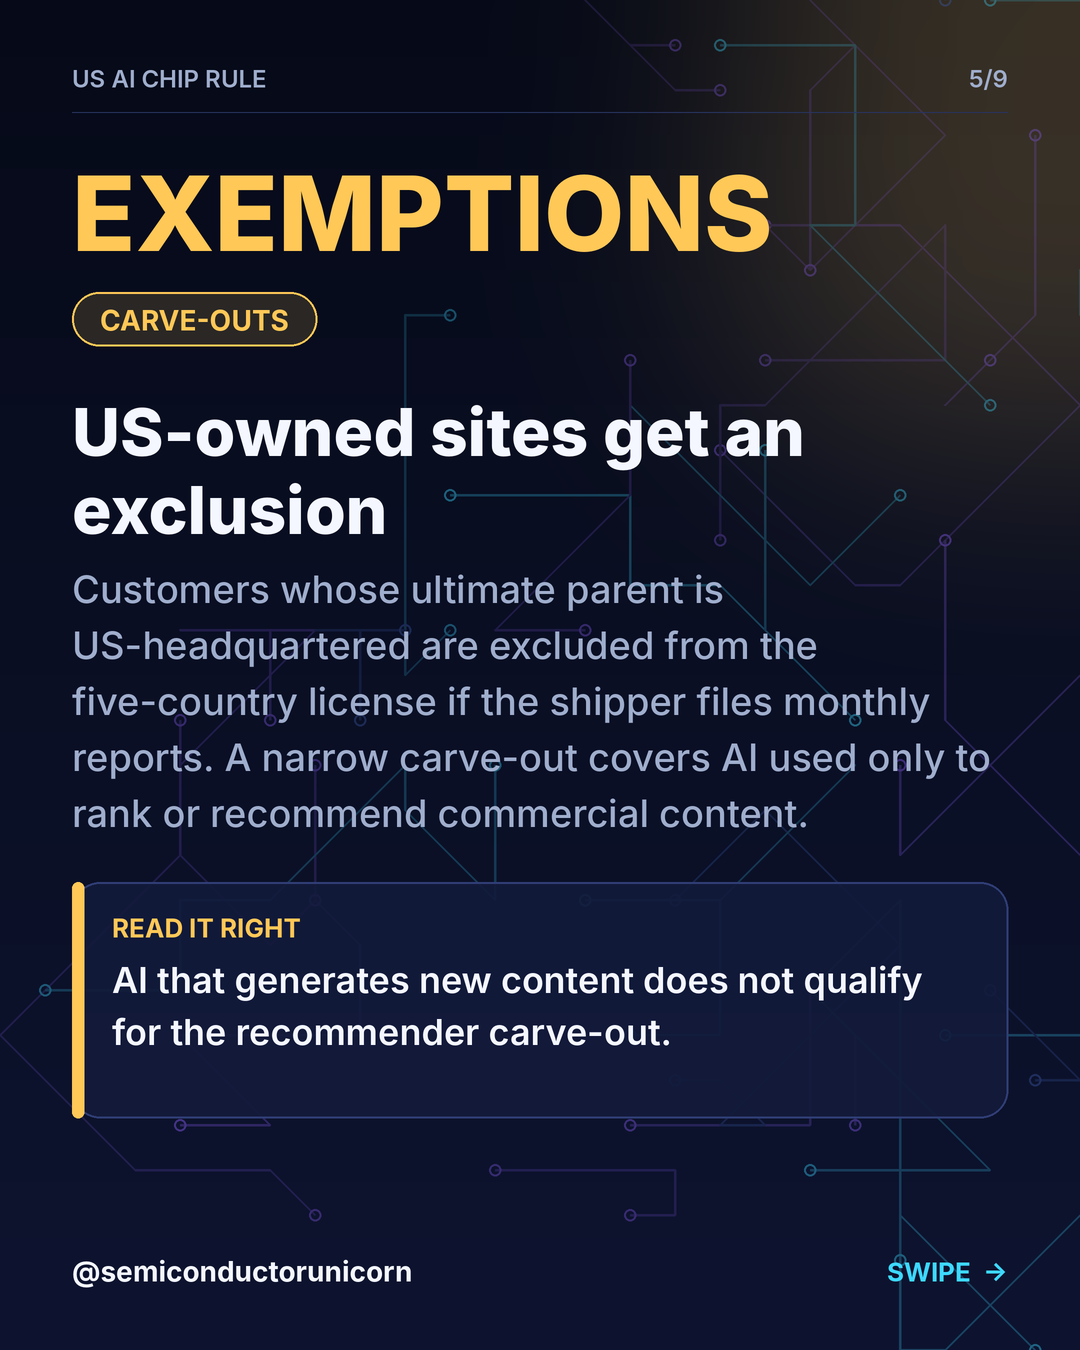 US AI CHIP RULE
5/9
EXEMPTIONS
CARVE-OUTS
US-owned sites get an
exclusion
Customers whose ultimate parent is
US-headquartered are excluded from the
five-country license if the shipper files monthly
reports. A narrow carve-out covers AI used only to
rank or recommend commercial content.
READ IT RIGHT
AI that generates new content does not qualify
for the recommender carve-out.
@semiconductorunicorn
SWIPE →